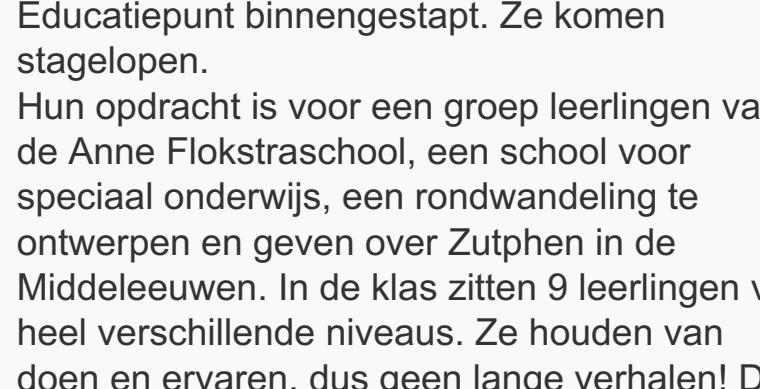 Educatiepunt binnengestapt. Ze komen
stagelopen.
Hun opdracht is voor een groep leerlingen va
de Anne Flokstraschool, een school voor
speciaal onderwijs, een rondwandeling te
ontwerpen en geven over Zutphen in de
Middeleeuwen. In de klas zitten 9 leerlingen v
heel verschillende niveaus. Ze houden van
doen en ervaren, dus geen lange verhalen! D